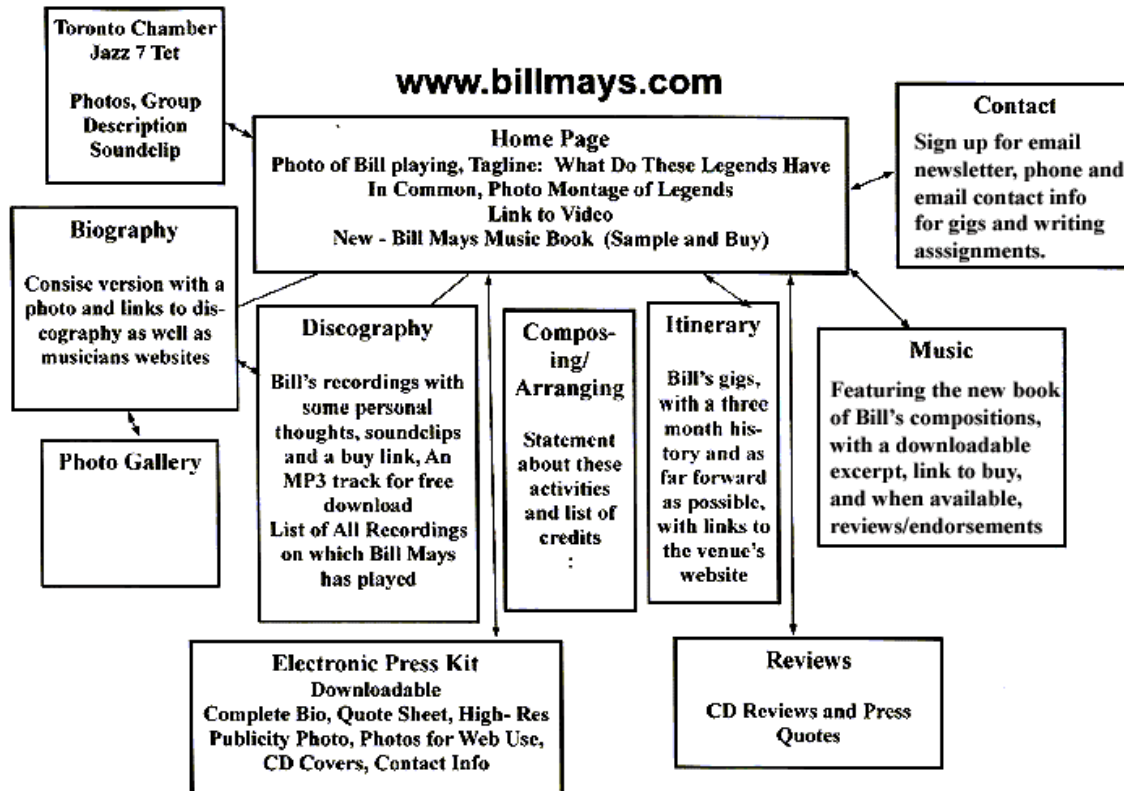 Toronto Chamber
Jazz 7 Tet
Photos, Group
Description
Soundclip
www.billmays.com
Home Page
Photo of Bill playing, Tagline: What Do These Legends Have
In Common, Photo Montage of Legends
Link to Video
New - Bill Mays Music Book (Sample and Buy)
Contact
Sign up for email
newsletter, phone and
email contact info
for gigs and writing
asssignments.
Biography
Consise version with a
photo and links to dis-
cography as well as
musicians websites
Photo Gallery
Discography
Bill's recordings with
some personal
thoughts, soundclips
and a buy link, An
MP3 track for free
download
List of All Recordings
on which Bill Mays
has played
Compos-
ing/
Arranging
Statement
about these
activities
and list of
credits
:
Itinerary
Bill's gigs,
with a three
month his-
tory and as
far forward
as possible,
with links to
the venue's
website
Music
Featuring the new book
of Bill's compositions,
with a downloadable
excerpt, link to buy,
and when available,
reviews/endorsements
Electronic Press Kit
Downloadable
Complete Bio, Quote Sheet, High- Res
Publicity Photo, Photos for Web Use,
CD Covers, Contact Info
Reviews
CD Reviews and Press
Quotes